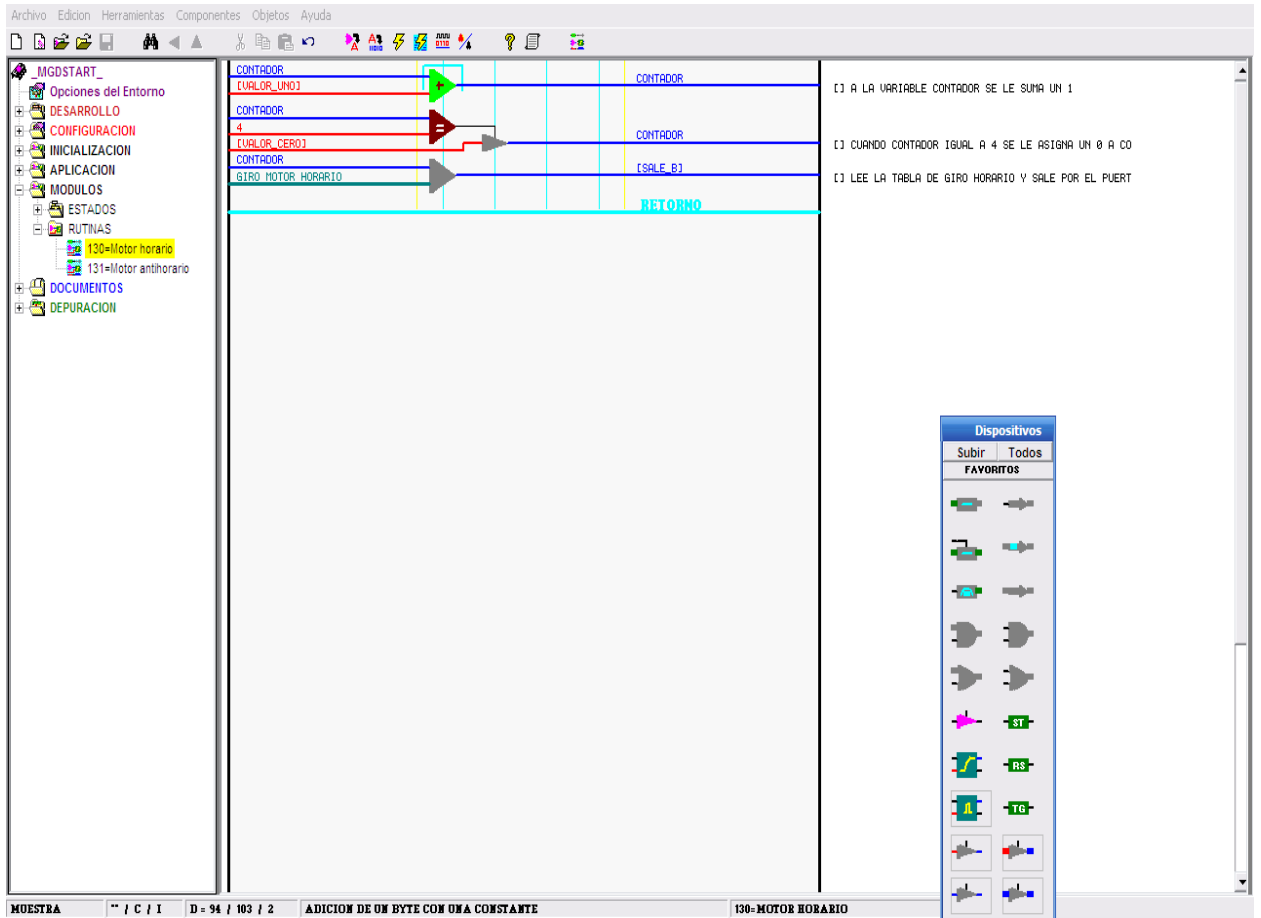 Archivo Edicion Herramientas Componentes Objetos Ayuda
_MGDSTART_
Opciones del Entorno
DESARROLLO
CONFIGURACION
INICIALIZACION
APLICACION
MODULOS
ESTADOS
RUTINAS
130=Motor horario
131=Motor antihorario
DOCUMENTOS
DEPURACION
CONTADOR
[VALOR_UNO]
+
CONTADOR
[] A LA VARIABLE CONTADOR SE LE SUMA UN 1
CONTADOR
4
=
[VALOR_CERO]
CONTADOR
[] CUANDO CONTADOR IGUAL A 4 SE LE ASIGNA UN 0 A CO
CONTADOR
GIRO MOTOR HORARIO
[SALE_B]
[] LEE LA TABLA DE GIRO HORARIO Y SALE POR EL PUERT
RETORNO
Dispositivos
Subir Todos
FAVORITOS
ST
RS
TG
MUESTRA '' / C / I D = 94 / 103 / 2 ADICION DE UN BYTE CON UNA CONSTANTE 130=MOTOR HORARIO